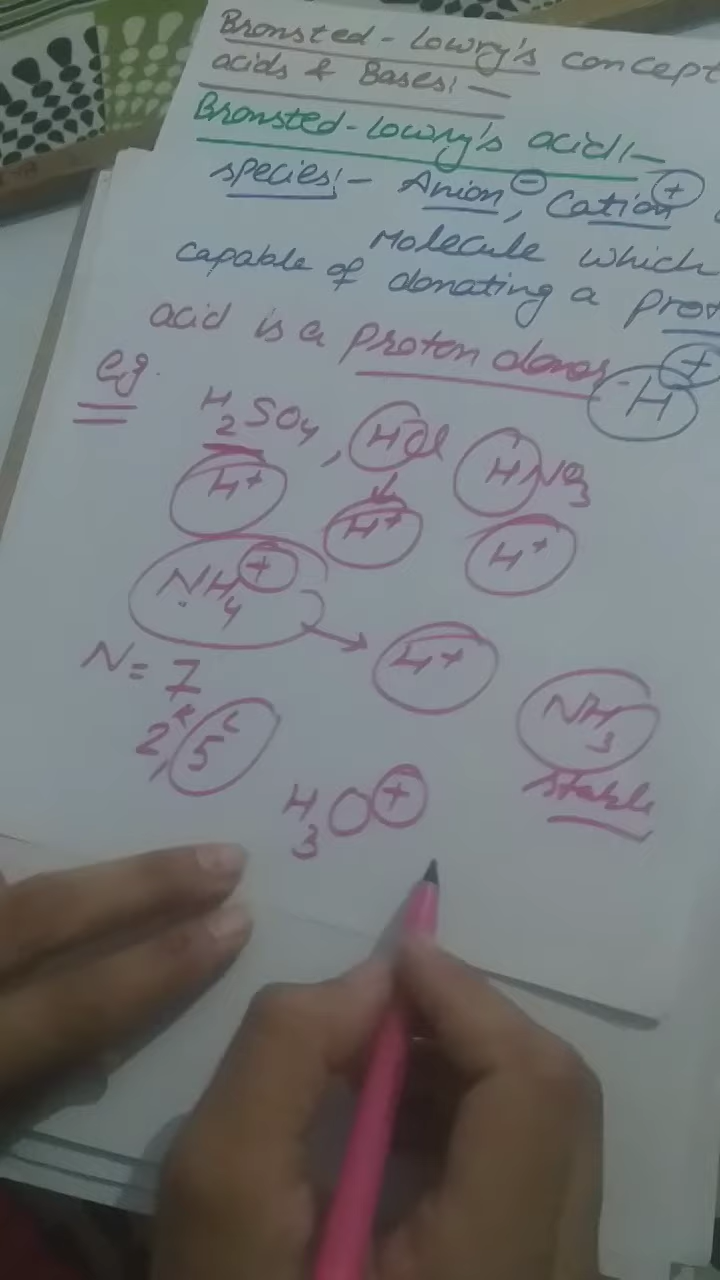 Bronsted-Lowry's concept
acids & Bases:-
Bronsted-Lowry's acid:-
species:- Anion⊖, Cation⊕
Molecule which
capable of donating a prot
acid is a proton donor H⊕
eg.
H2SO4, HCl HNO3
H+ H+ H+
NH4⊕ → H+ NH3
stable
N=7
2,5
H3O⊕